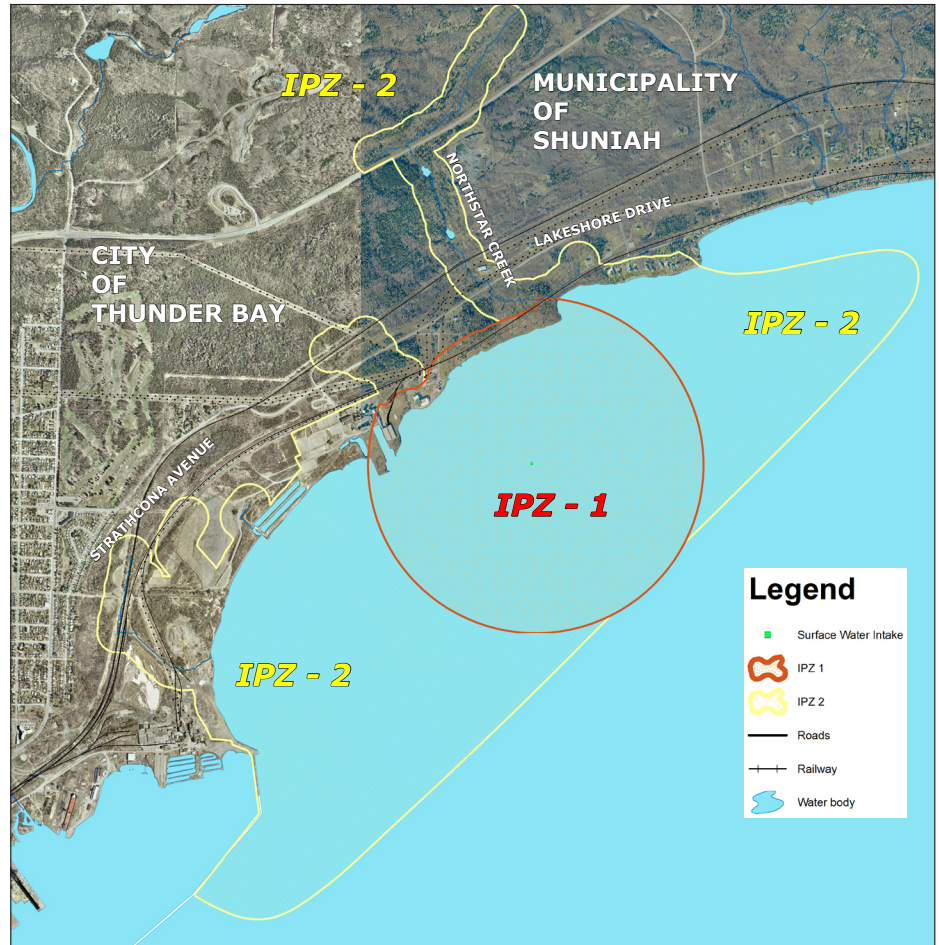 IPZ - 2
MUNICIPALITY
OF
SHUNIAH
NORTHSTAR CREEK
LAKESHORE DRIVE
CITY
OF
THUNDER BAY
IPZ - 2
STRATHCONA AVENUE
IPZ - 1
IPZ - 2
Legend
Surface Water Intake
IPZ 1
IPZ 2
Roads
Railway
Water body